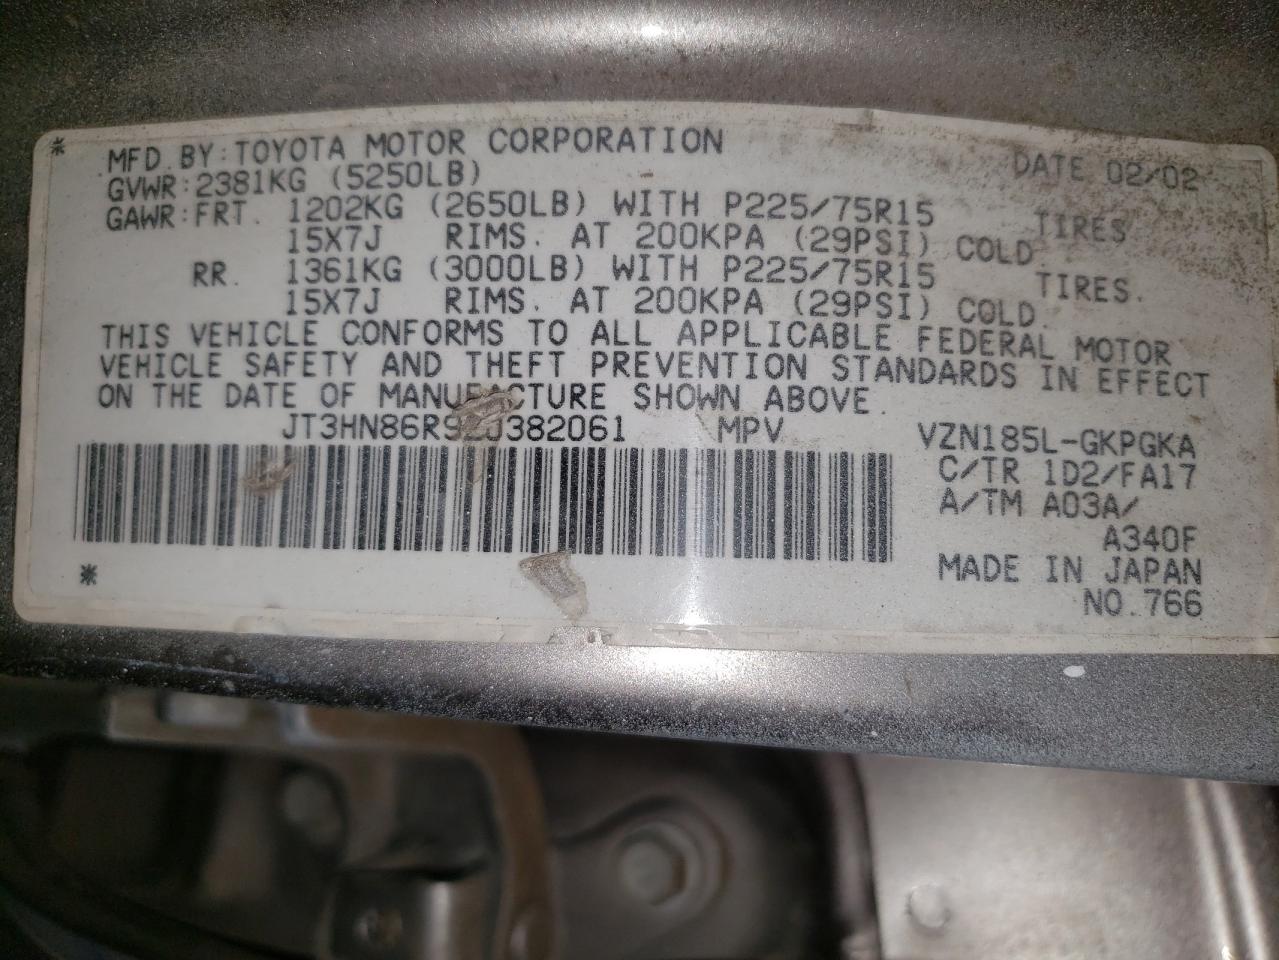 MFD.BY:TOYOTA MOTOR CORPORATION DATE 02/02
GVWR:2381KG (5250LB)
GAWR:FRT. 1202KG (2650LB) WITH P225/75R15 TIRES
15X7J RIMS. AT 200KPA (29PSI) COLD
RR. 1361KG (3000LB) WITH P225/75R15 TIRES.
15X7J RIMS. AT 200KPA (29PSI) COLD.
THIS VEHICLE CONFORMS TO ALL APPLICABLE FEDERAL MOTOR
VEHICLE SAFETY AND THEFT PREVENTION STANDARDS IN EFFECT
ON THE DATE OF MANUFACTURE SHOWN ABOVE.
JT3HN86R920382061 MPV VZN185L-GKPGKA
C/TR 1D2/FA17
A/TM A03A/
A340F
MADE IN JAPAN
NO.766